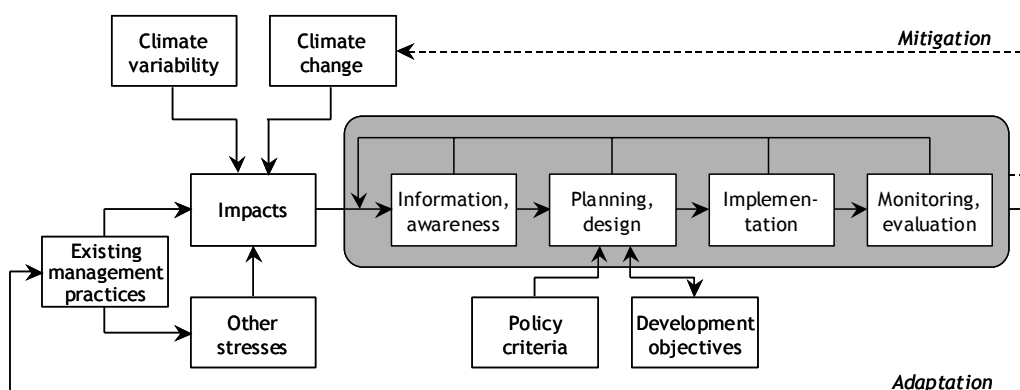 Climate
variability
Climate
change
Mitigation
Impacts
Information,
awareness
Planning,
design
Implemen-
tation
Monitoring,
evaluation
Existing
management
practices
Other
stresses
Policy
criteria
Development
objectives
Adaptation